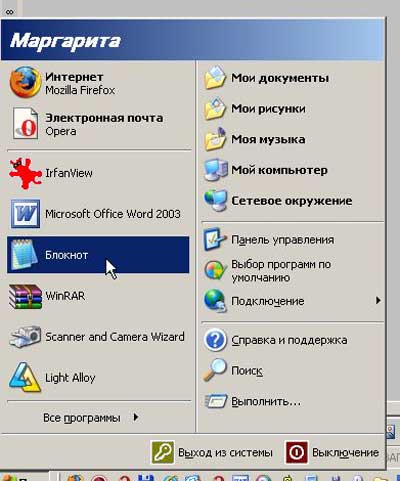 Маргарита
Интернет
Mozilla Firefox
Электронная почта
Opera
IrfanView
Microsoft Office Word 2003
Блокнот
WinRAR
Scanner and Camera Wizard
Light Alloy
Все программы
Мои документы
Мои рисунки
Моя музыка
Мой компьютер
Сетевое окружение
Панель управления
Выбор программ по
умолчанию
Подключение
Справка и поддержка
Поиск
Выполнить...
Выход из системы
Выключение